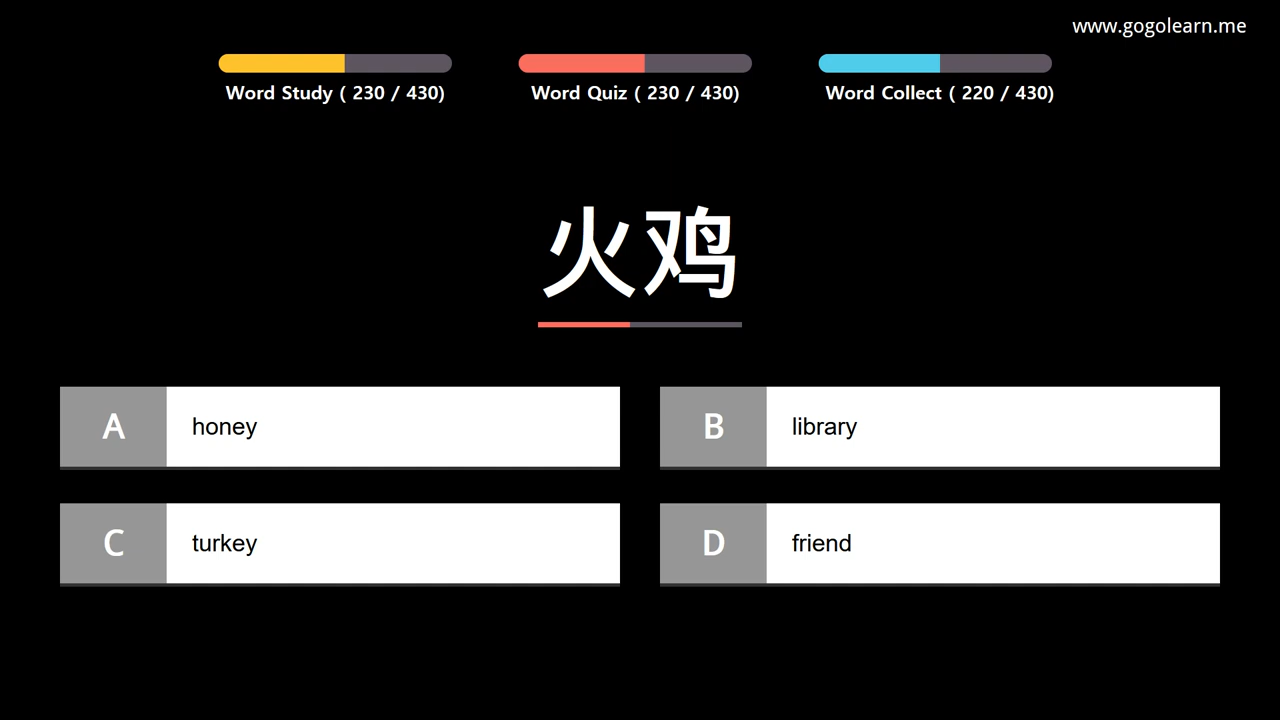 www.gogolearn.me
Word Study ( 230 / 430)
Word Quiz ( 230 / 430)
Word Collect ( 220 / 430)
火鸡
A honey
B library
C turkey
D friend